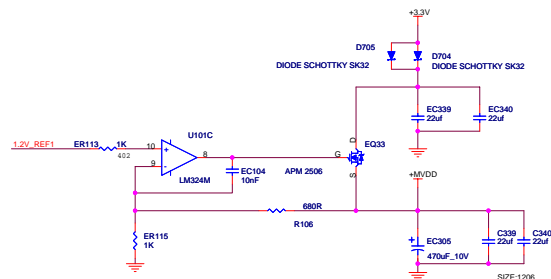 +3.3V
D705
D704
DIODE SCHOTTKY SK32
DIODE SCHOTTKY SK32
EC339
22uf
EC340
22uf
U101C
1.2V_REF1
ER113
1K
402
10
+
9
-
8
LM324M
EC104
10nF
APM 2506
G
D
S
EQ33
+MVDD
680R
R106
ER115
1K
EC305
470uF_10V
C339
22uf
C340
22uf
SIZE:1206